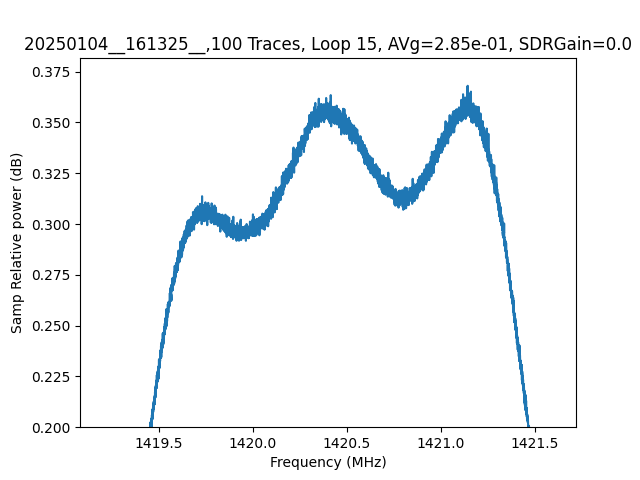 20250104__161325__,100 Traces, Loop 15, AVg=2.85e-01, SDRGain=0.0
0.375
0.350
0.325
0.300
0.275
0.250
0.225
0.200
Samp Relative power (dB)
1419.5 1420.0 1420.5 1421.0 1421.5
Frequency (MHz)